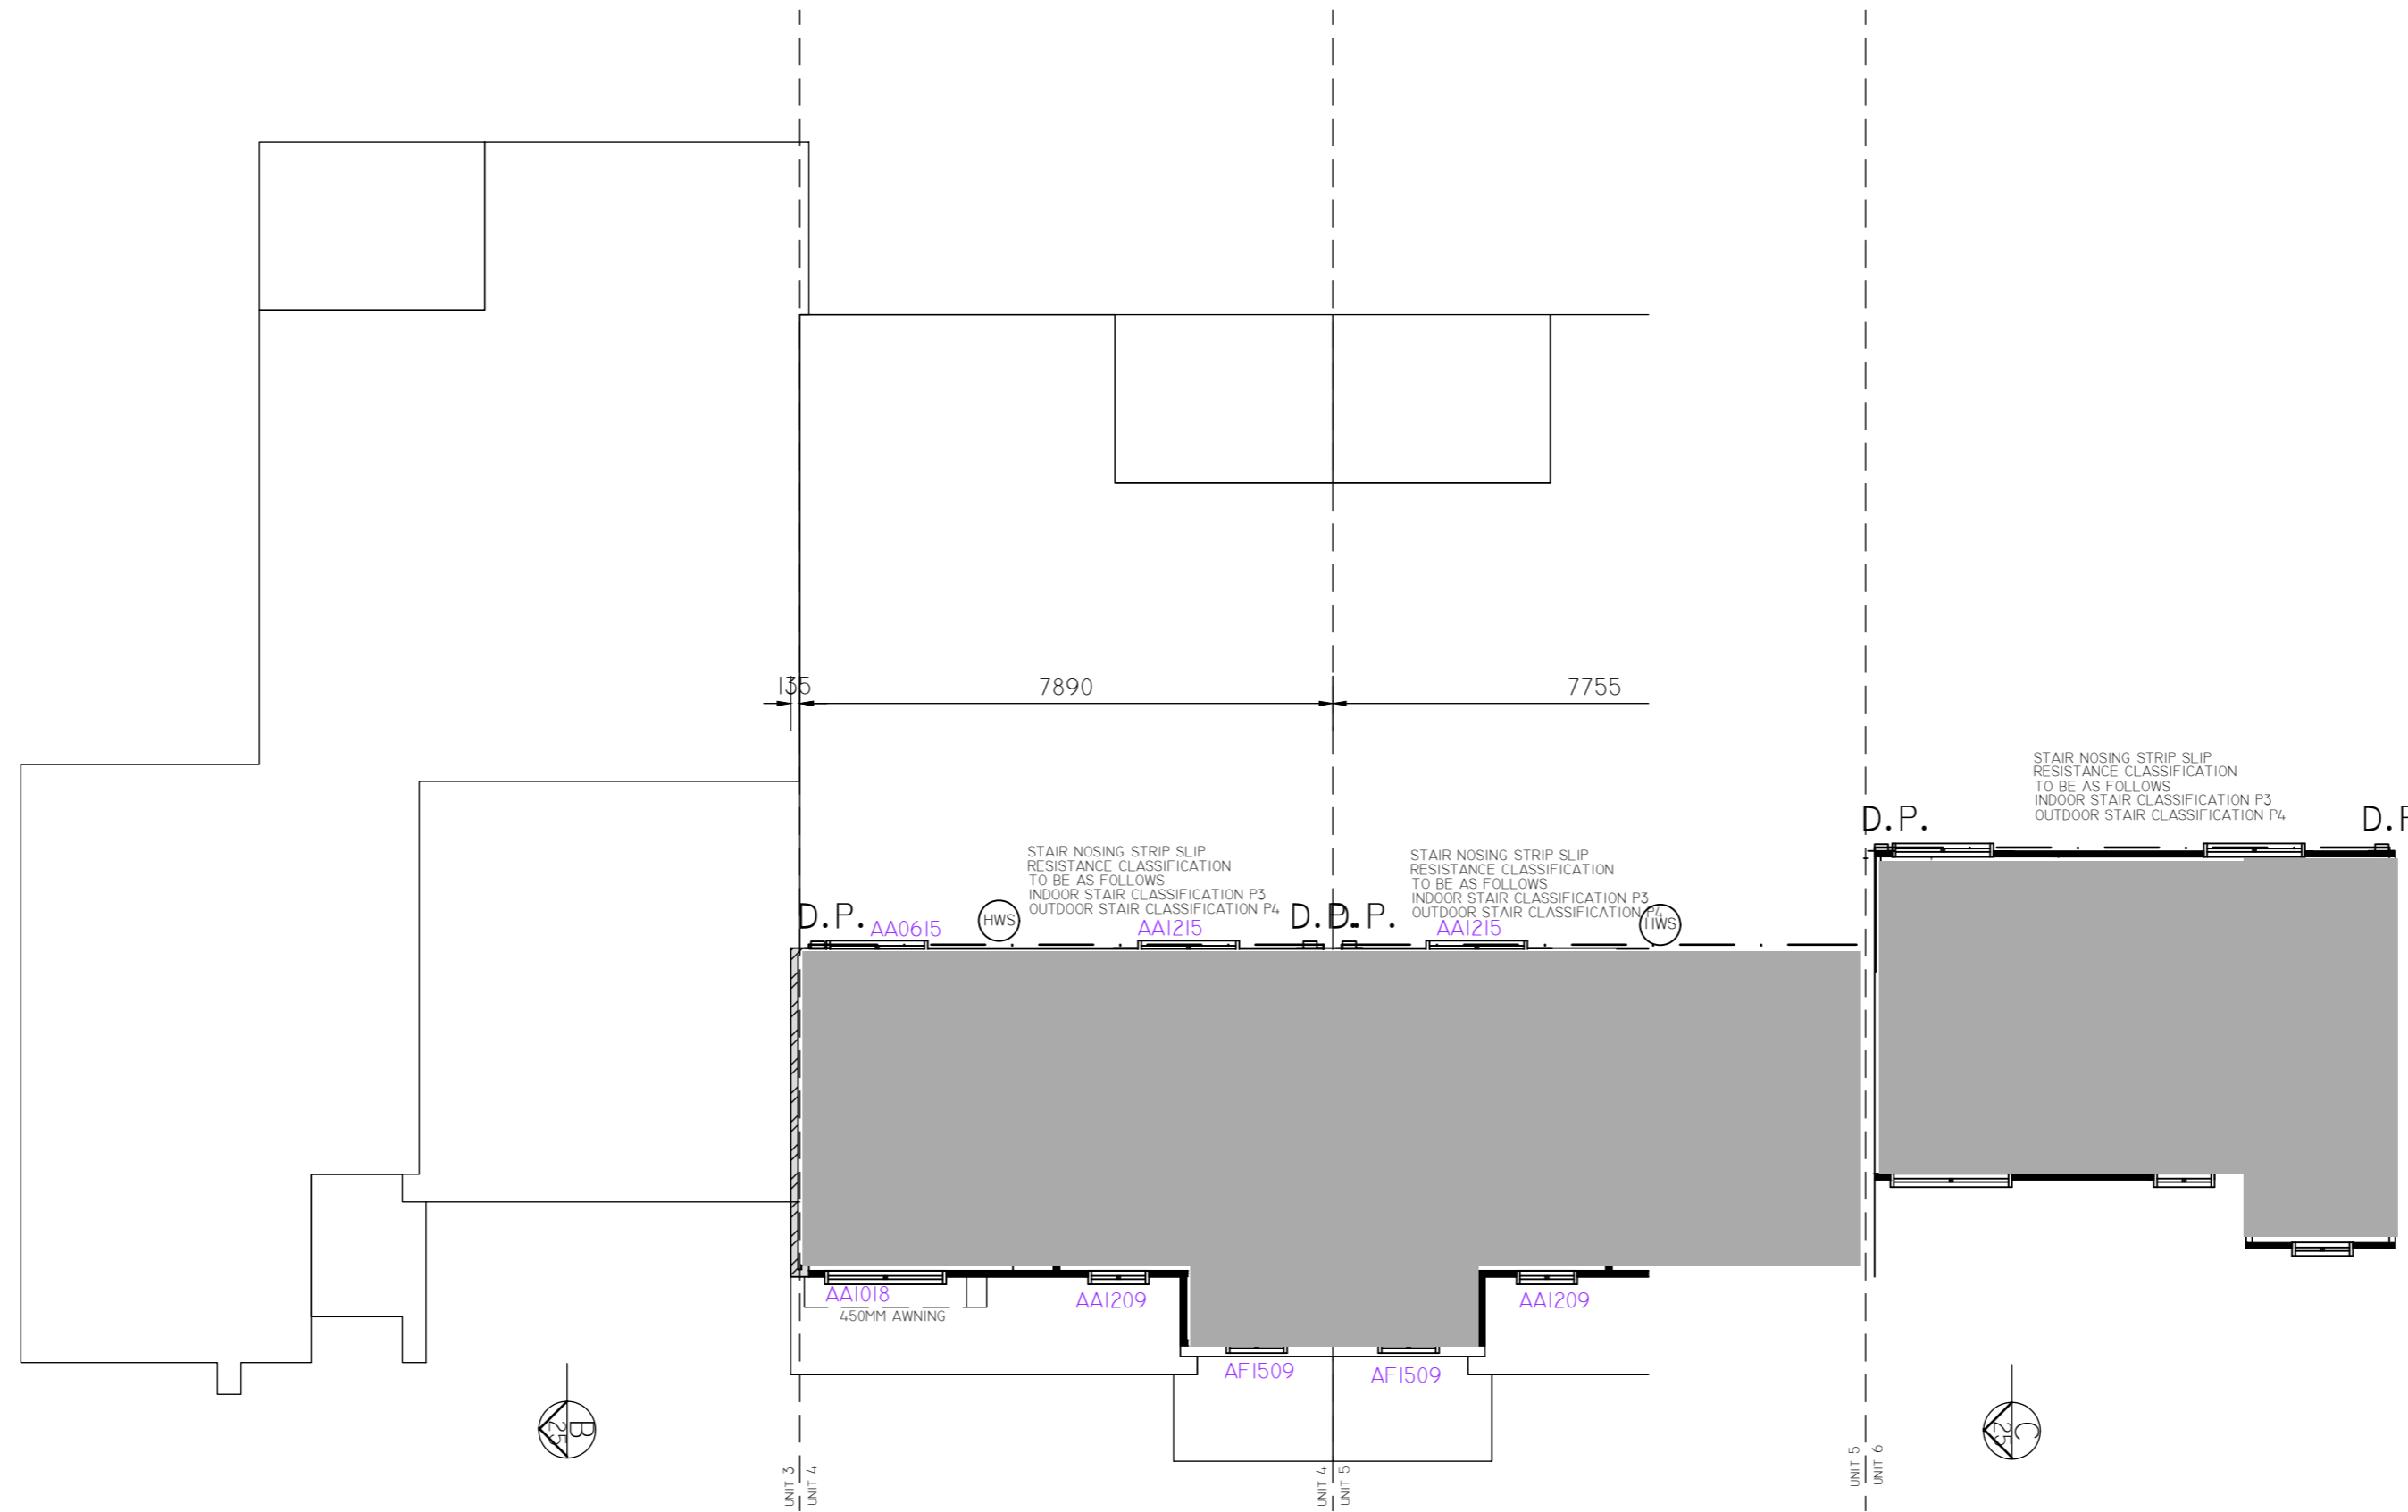 135
7890
7755
STAIR NOSING STRIP SLIP
RESISTANCE CLASSIFICATION
TO BE AS FOLLOWS
INDOOR STAIR CLASSIFICATION P3
OUTDOOR STAIR CLASSIFICATION P4
D.P.
D.P
STAIR NOSING STRIP SLIP
RESISTANCE CLASSIFICATION
TO BE AS FOLLOWS
INDOOR STAIR CLASSIFICATION P3
OUTDOOR STAIR CLASSIFICATION P4
STAIR NOSING STRIP SLIP
RESISTANCE CLASSIFICATION
TO BE AS FOLLOWS
INDOOR STAIR CLASSIFICATION P3
OUTDOOR STAIR CLASSIFICATION P4
D.P.
AA0615
HWS
AA1215
D.P.
D.P.
AA1215
HWS
AA1018
450MM AWNING
AA1209
AA1209
AF1509
AF1509
B
25
C
25
UNIT 3
UNIT 4
UNIT 4
UNIT 5
UNIT 5
UNIT 6